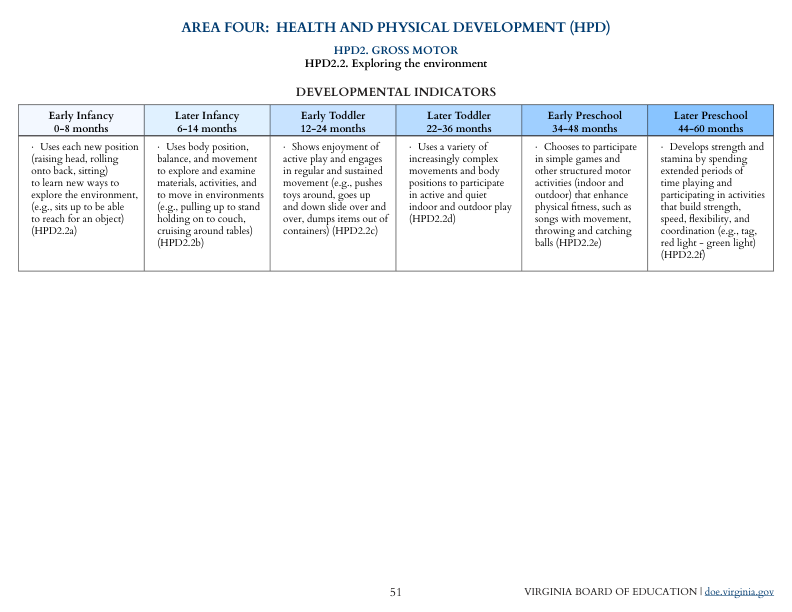 AREA FOUR:  HEALTH AND PHYSICAL DEVELOPMENT (HPD)
HPD2. GROSS MOTOR
HPD2.2. Exploring the environment
DEVELOPMENTAL INDICATORS
Early Infancy
0–8 months
Later Infancy
6–14 months
Early Toddler
12–24 months
Later Toddler
22–36 months
Early Preschool
34–48 months
Later Preschool
44–60 months
· Uses each new position
(raising head, rolling
onto back, sitting)
to learn new ways to
explore the environment,
(e.g., sits up to be able
to reach for an object)
(HPD2.2a)
· Uses body position,
balance, and movement
to explore and examine
materials, activities, and
to move in environments
(e.g., pulling up to stand
holding on to couch,
cruising around tables)
(HPD2.2b)
· Shows enjoyment of
active play and engages
in regular and sustained
movement (e.g., pushes
toys around, goes up
and down slide over and
over, dumps items out of
containers) (HPD2.2c)
· Uses a variety of
increasingly complex
movements and body
positions to participate
in active and quiet
indoor and outdoor play
(HPD2.2d)
· Chooses to participate
in simple games and
other structured motor
activities (indoor and
outdoor) that enhance
physical fitness, such as
songs with movement,
throwing and catching
balls (HPD2.2e)
· Develops strength and
stamina by spending
extended periods of
time playing and
participating in activities
that build strength,
speed, flexibility, and
coordination (e.g., tag,
red light – green light)
(HPD2.2f)
51
VIRGINIA BOARD OF EDUCATION | doe.virginia.gov